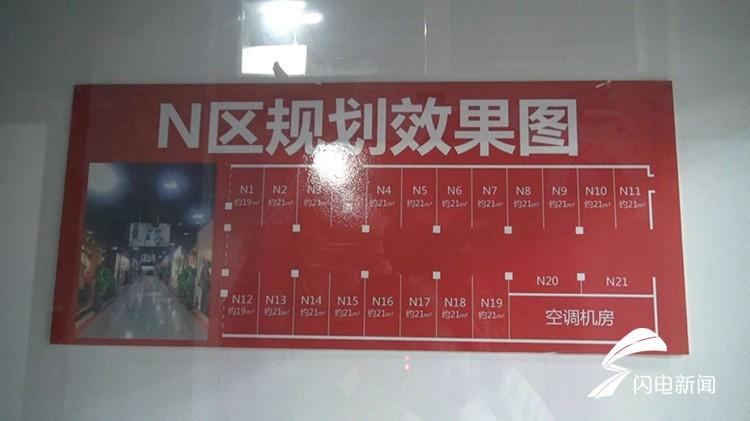 N区规划效果图
N1 N2 N3 N4 N5 N6 N7 N8 N9 N10 N11
约19㎡ 约21㎡ 约21㎡ 约21㎡ 约21㎡ 约21㎡ 约21㎡ 约21㎡ 约21㎡ 约21㎡
N12 N13 N14 N15 N16 N17 N18 N19 N20 N21
约19㎡ 约21㎡ 约21㎡ 约21㎡ 约21㎡ 约21㎡ 约21㎡ 约21㎡
空调机房
闪电新闻